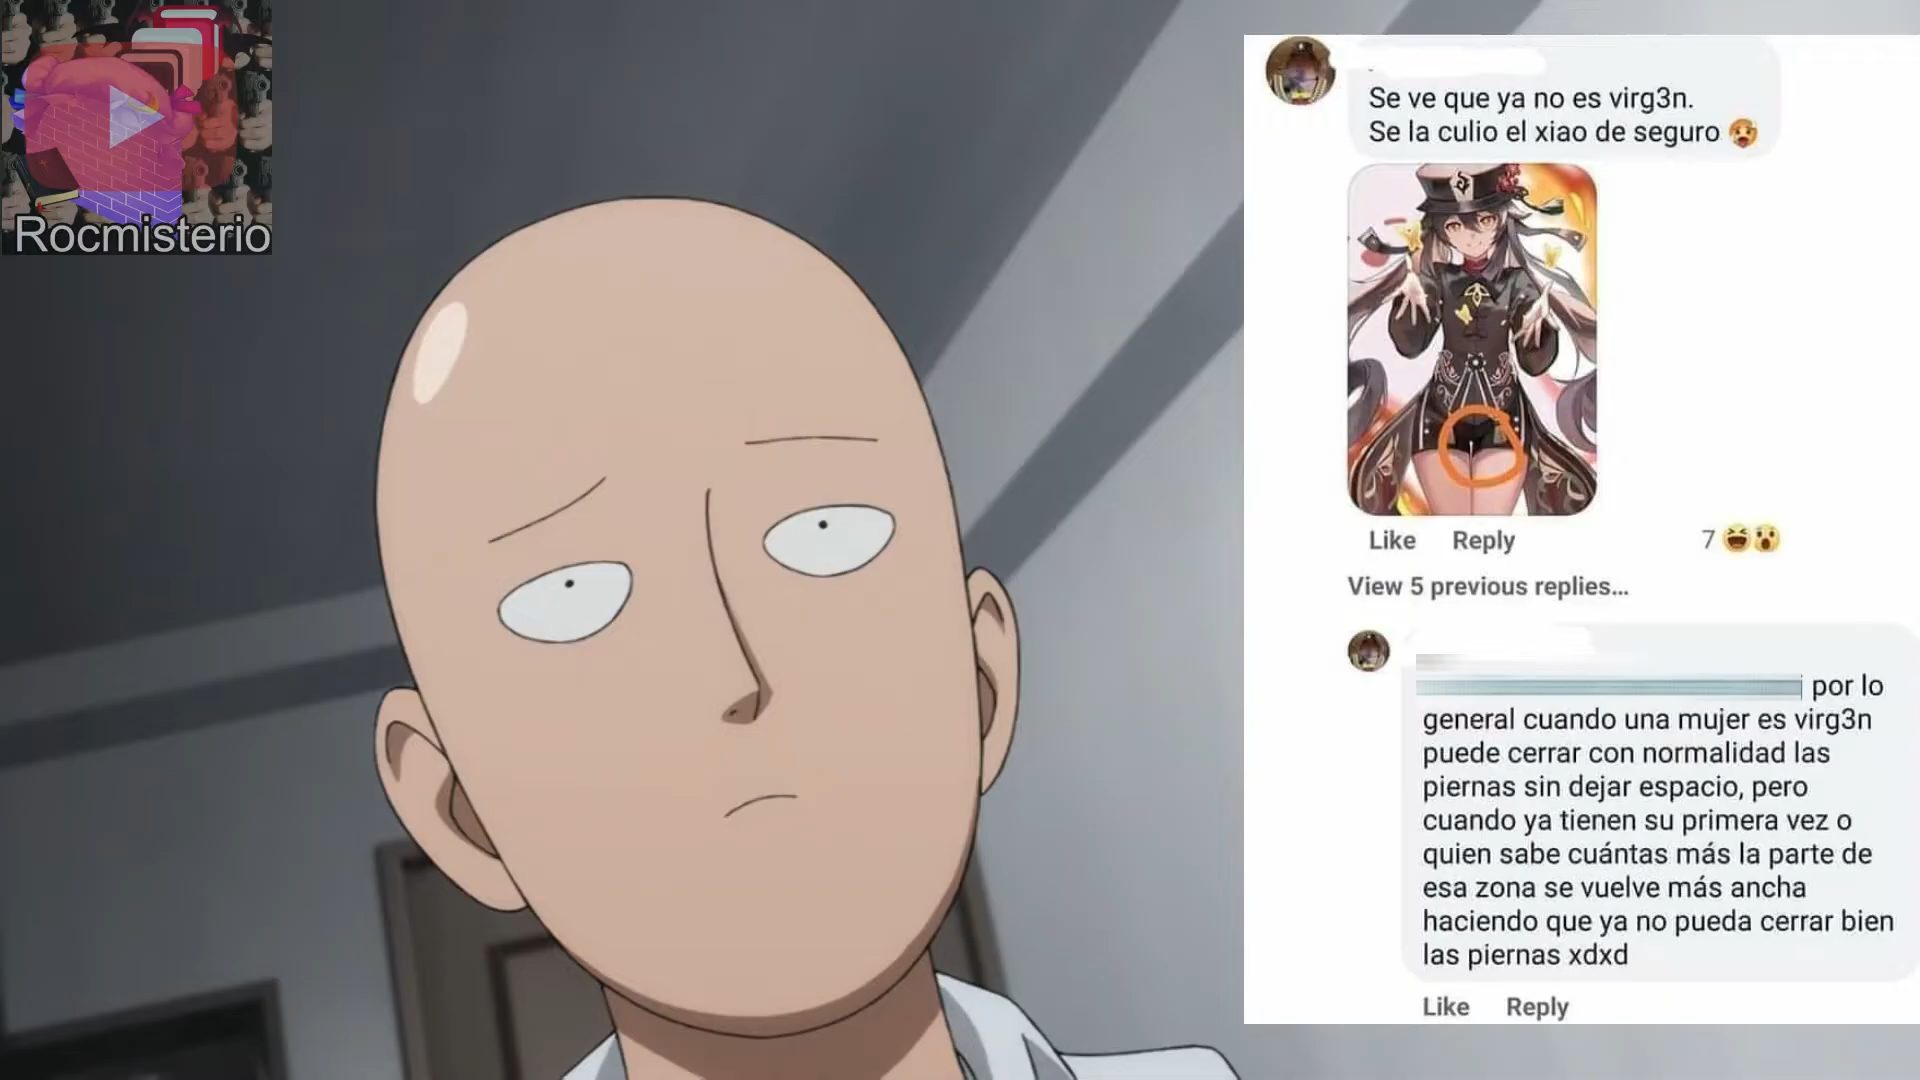 Rocmisterio
Se ve que ya no es virg3n.
Se la culio el xiao de seguro
Like Reply 7
View 5 previous replies...
por lo
general cuando una mujer es virg3n
puede cerrar con normalidad las
piernas sin dejar espacio, pero
cuando ya tienen su primera vez o
quien sabe cuántas más la parte de
esa zona se vuelve más ancha
haciendo que ya no pueda cerrar bien
las piernas xdxd
Like Reply